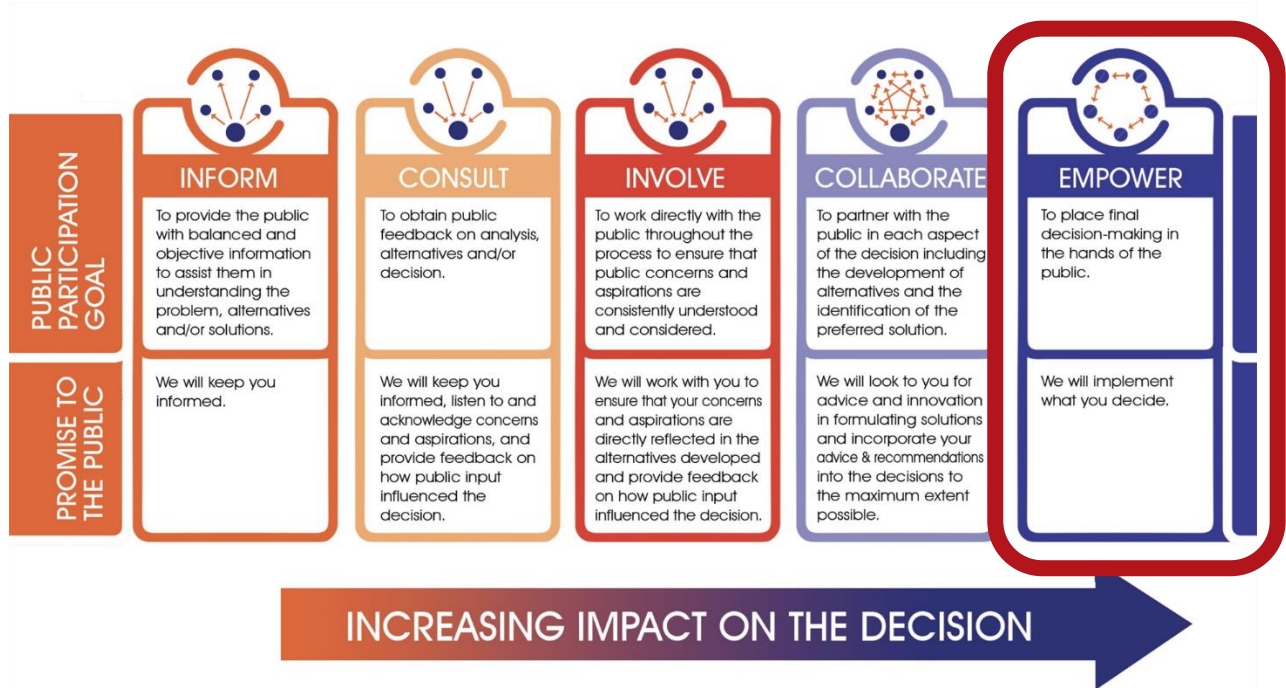 INFORM
CONSULT
INVOLVE
COLLABORATE
EMPOWER
PUBLIC
PARTICIPATION
GOAL
To provide the public
with balanced and
objective information
to assist them in
understanding the
problem, alternatives
and/or solutions.
To obtain public
feedback on analysis,
alternatives and/or
decision.
To work directly with the
public throughout the
process to ensure that
public concerns and
aspirations are
consistently understood
and considered.
To partner with the
public in each aspect
of the decision including
the development of
alternatives and the
identification of the
preferred solution.
To place final
decision-making in
the hands of the
public.
PROMISE TO
THE PUBLIC
We will keep you
informed.
We will keep you
informed, listen to and
acknowledge concerns
and aspirations, and
provide feedback on
how public input
influenced the
decision.
We will work with you to
ensure that your concerns
and aspirations are
directly reflected in the
alternatives developed
and provide feedback
on how public input
influenced the decision.
We will look to you for
advice and innovation
in formulating solutions
and incorporate your
advice & recommendations
into the decisions to
the maximum extent
possible.
We will implement
what you decide.
INCREASING IMPACT ON THE DECISION